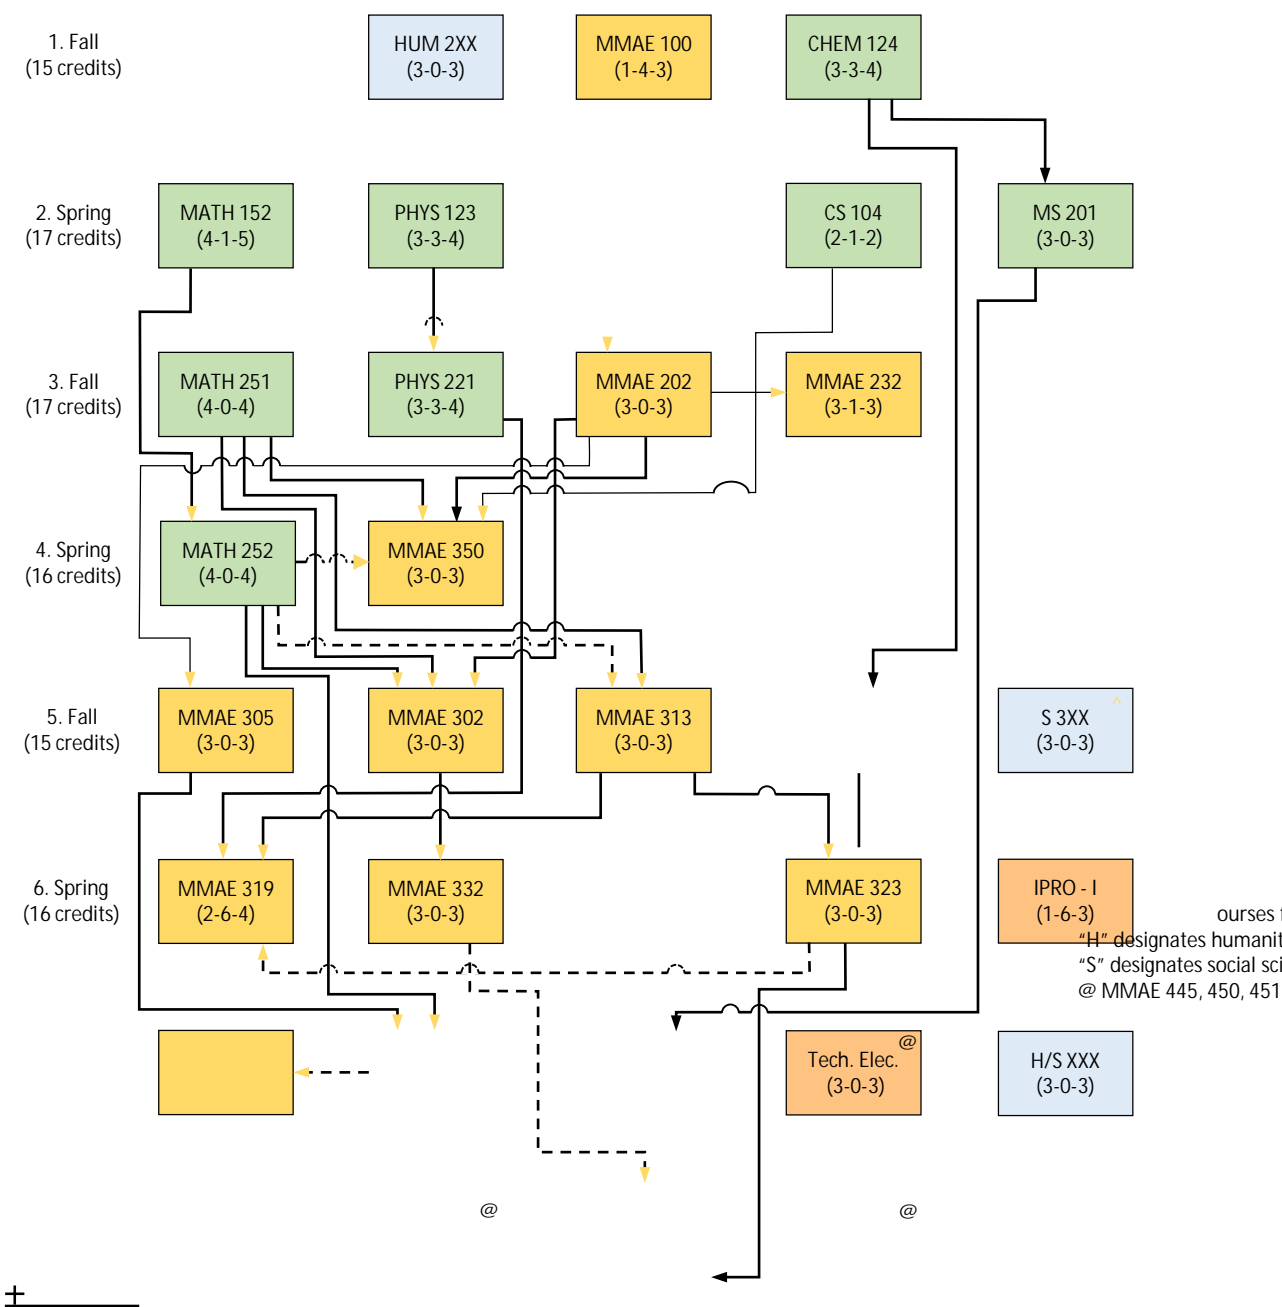 1. Fall
(15 credits)
HUM 2XX
(3-0-3)
MMAE 100
(1-4-3)
CHEM 124
(3-3-4)
2. Spring
(17 credits)
MATH 152
(4-1-5)
PHYS 123
(3-3-4)
CS 104
(2-1-2)
MS 201
(3-0-3)
3. Fall
(17 credits)
MATH 251
(4-0-4)
PHYS 221
(3-3-4)
MMAE 202
(3-0-3)
MMAE 232
(3-1-3)
4. Spring
(16 credits)
MATH 252
(4-0-4)
MMAE 350
(3-0-3)
5. Fall
(15 credits)
MMAE 305
(3-0-3)
MMAE 302
(3-0-3)
MMAE 313
(3-0-3)
S 3XX
^
(3-0-3)
6. Spring
(16 credits)
MMAE 319
(2-6-4)
MMAE 332
(3-0-3)
MMAE 323
(3-0-3)
IPRO - I
(1-6-3)
ourses f
“H” designates humanit
“S” designates social sci
@ MMAE 445, 450, 451
@
Tech. Elec.
(3-0-3)
H/S XXX
(3-0-3)
@
@
+